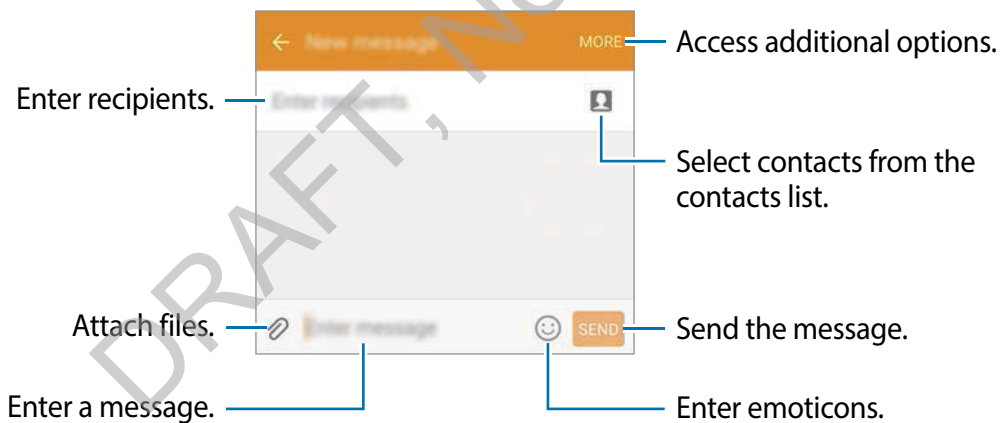 New message
MORE
Access additional options.
Enter recipients.
Enter recipients
Select contacts from the
contacts list.
Attach files.
Enter message
SEND
Send the message.
Enter a message.
Enter emoticons.
DRAFT,